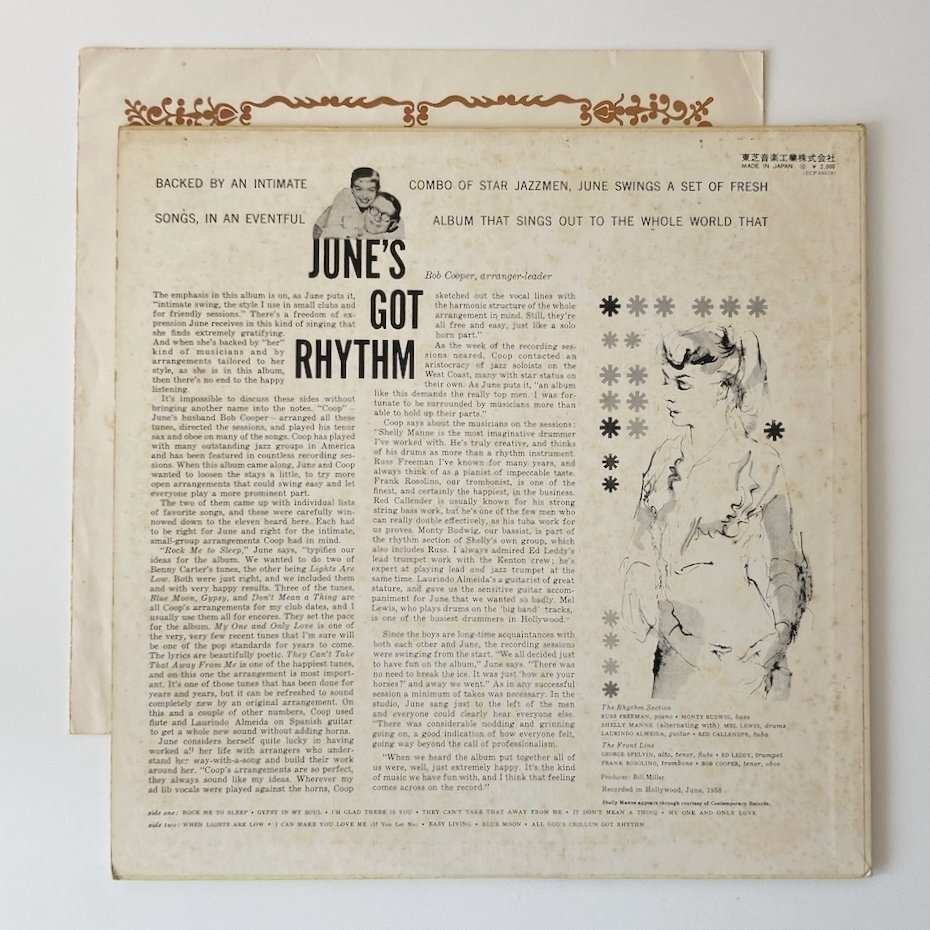 東芝音楽工業株式会社
MADE IN JAPAN ¥ 2,000
BACKED BY AN INTIMATE COMBO OF STAR JAZZMEN, JUNE SWINGS A SET OF FRESH
SONGS, IN AN EVENTFUL ALBUM THAT SINGS OUT TO THE WHOLE WORLD THAT
JUNE'S
GOT
RHYTHM
Bob Cooper, arranger-leader
The emphasis in this album is on, as June puts it,
"intimate swing, the style I use in small clubs and
for friendly sessions." There's a freedom of ex-
pression June receives in this kind of singing that
she finds extremely gratifying.
And when she's backed by "her"
kind of musicians and by
arrangements tailored to her
style, as she is in this album,
then there's no end to the happy
listening.
It's impossible to discuss these sides without
bringing another name into the notes. "Coop" –
June's husband Bob Cooper – arranged all these
tunes, directed the sessions, and played his tenor
sax and oboe on many of the songs. Coop has played
with many outstanding jazz groups in America
and has been featured in countless recording ses-
sions. When this album came along, June and Coop
wanted to loosen the stays a little, to try more
open arrangements that could swing easy and let
everyone play a more prominent part.
The two of them came up with individual lists
of favorite songs, and these were carefully win-
nowed down to the eleven heard here. Each had
to be right for June and right for the intimate,
small-group arrangements Coop had in mind.
"Rock Me to Sleep," June says, "typifies our
ideas for the album. We wanted to do two of
Benny Carter's tunes, the other being Lights Are
Low. Both were just right, and we included them
and with very happy results. Three of the tunes,
Blue Moon, Gypsy, and Don't Mean a Thing are
all Coop's arrangements for my club dates, and I
usually use them all for encores. They set the pace
for the album. My One and Only Love is one of
the very, very few recent tunes that I'm sure will
be one of the pop standards for years to come.
The lyrics are beautifully poetic. They Can't Take
That Away From Me is one of the happiest tunes,
and on this one the arrangement is most import-
ant. It's one of those tunes that has been done for
years and years, but it can be refreshed to sound
completely new by an original arrangement. On
this and a couple of other numbers, Coop used
flute and Laurindo Almeida on Spanish guitar
to get a whole new sound without adding horns.
June considers herself quite lucky in having
worked all her life with arrangers who under-
stand her way-with-a-song and build their work
around her. "Coop's arrangements are so perfect,
they always sound like my ideas. Wherever my
ad lib vocals were played against the horns, Coop
sketched out the vocal lines with
the harmonic structure of the whole
arrangement in mind. Still, they're
all free and easy, just like a solo
horn part."
As the week of the recording ses-
sions neared, Coop contacted an
aristocracy of jazz soloists on the
West Coast, many with star status on
their own. As June puts it, "an album
like this demands the really top men. I was for-
tunate to be surrounded by musicians more than
able to hold up their parts."
Coop says about the musicians on the sessions:
"Shelly Manne is the most imaginative drummer
I've worked with. He's truly creative, and thinks
of his drums as more than a rhythm instrument.
Russ Freeman I've known for many years, and
always think of as a pianist of impeccable taste.
Frank Rosolino, our trombonist, is one of the
finest, and certainly the happiest, in the business.
Red Callender is usually known for his strong
string bass work, but he's one of the few men who
can really double effectively, as his tuba work for
us proves. Monty Budwig, our bassist, is part of
the rhythm section of Shelly's own group, which
also includes Russ. I always admired Ed Leddy's
lead trumpet work with the Kenton crew; he's
expert at playing lead and jazz trumpet at the
same time. Laurindo Almeida's a guitarist of great
stature, and gave us the sensitive guitar accom-
paniment for June that we wanted so badly. Mel
Lewis, who plays drums on the 'big band' tracks,
is one of the busiest drummers in Hollywood."
Since the boys are long-time acquaintances with
both each other and June, the recording sessions
were swinging from the start. "We all decided just
to have fun on the album," June says. "There was
no need to break the ice. It was just 'how are your
horses?' and away we went." As in any successful
session a minimum of takes was necessary. In the
studio, June sang just to the left of the men
and everyone could clearly hear everyone else.
"There was considerable nodding and grinning
going on, a good indication of how everyone felt,
going way beyond the call of professionalism.
"When we heard the album put together all of
us were, well, just extremely happy. It's the kind
of music we have fun with, and I think that feeling
comes across on the record."
The Rhythm Section
RUSS FREEMAN, piano • MONTY BUDWIG, bass
SHELLY MANNE (alternating with) MEL LEWIS, drums
LAURINDO ALMEIDA, guitar • RED CALLENDER, tuba
The Front Line
GEORGE SPELVIN, alto, tenor, flute • ED LEDDY, trumpet
FRANK ROSOLINO, trombone • BOB COOPER, tenor, oboe
Producer: Bill Miller
Recorded in Hollywood, June, 1958
Shelly Manne appears through courtesy of Contemporary Records.
side one: ROCK ME TO SLEEP • GYPSY IN MY SOUL • I'M GLAD THERE IS YOU • THEY CAN'T TAKE THAT AWAY FROM ME • IT DON'T MEAN A THING • MY ONE AND ONLY LOVE
side two: WHEN LIGHTS ARE LOW • I CAN MAKE YOU LOVE ME (If You Let Me) • EASY LIVING • BLUE MOON • ALL GOD'S CHILLUN GOT RHYTHM